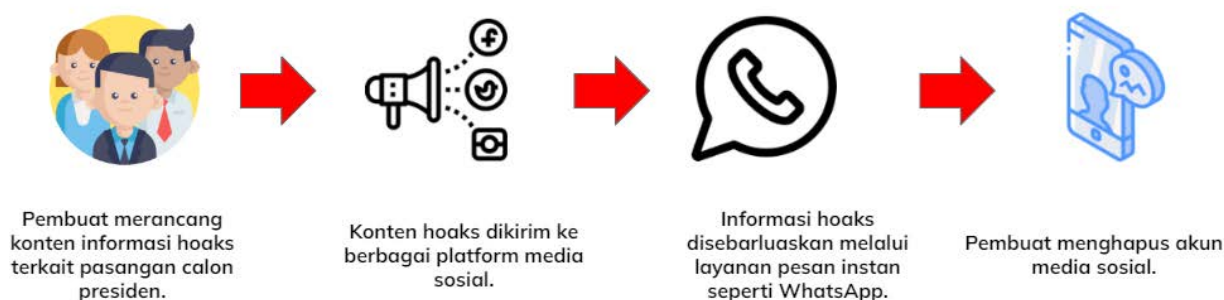 Pembuat merancang
konten informasi hoaks
terkait pasangan calon
presiden.
Konten hoaks dikirim ke
berbagai platform media
sosial.
Informasi hoaks
disebarluaskan melalui
layanan pesan instan
seperti WhatsApp.
Pembuat menghapus akun
media sosial.